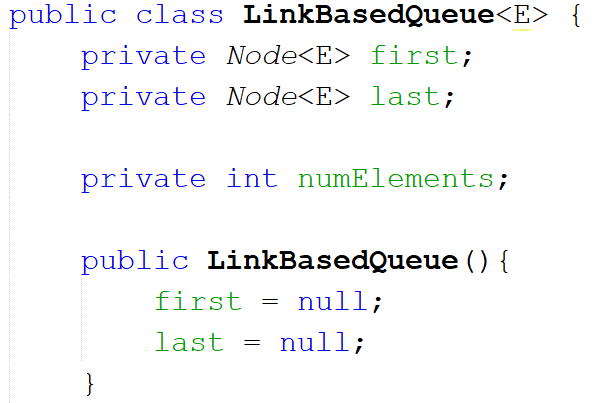 public class LinkBasedQueue<E> {
private Node<E> first;
private Node<E> last;
private int numElements;
public LinkBasedQueue(){
first = null;
last = null;
}